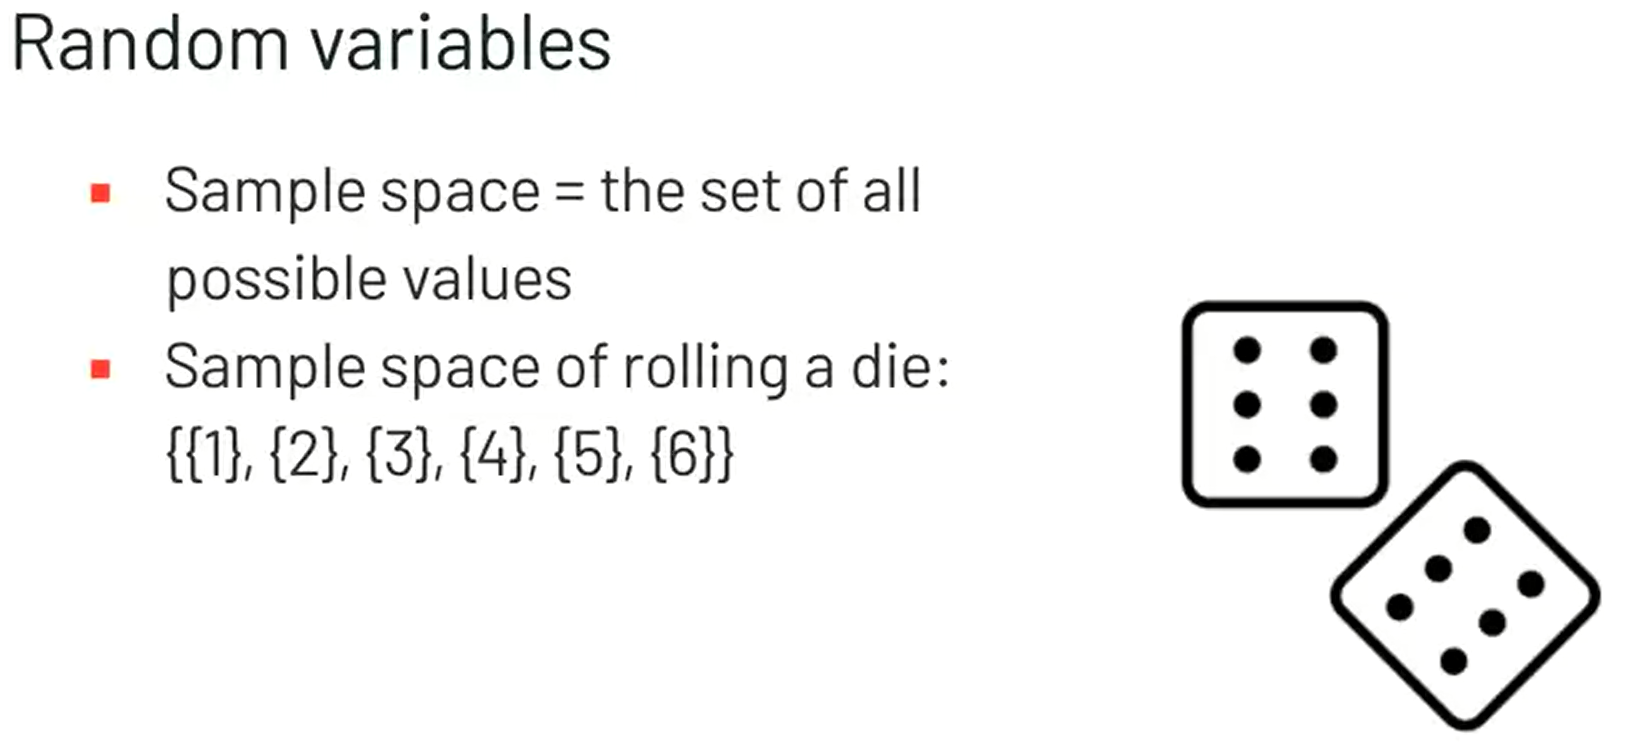 Random variables
Sample space = the set of all
possible values
Sample space of rolling a die:
{{1}, {2}, {3}, {4}, {5}, {6}}